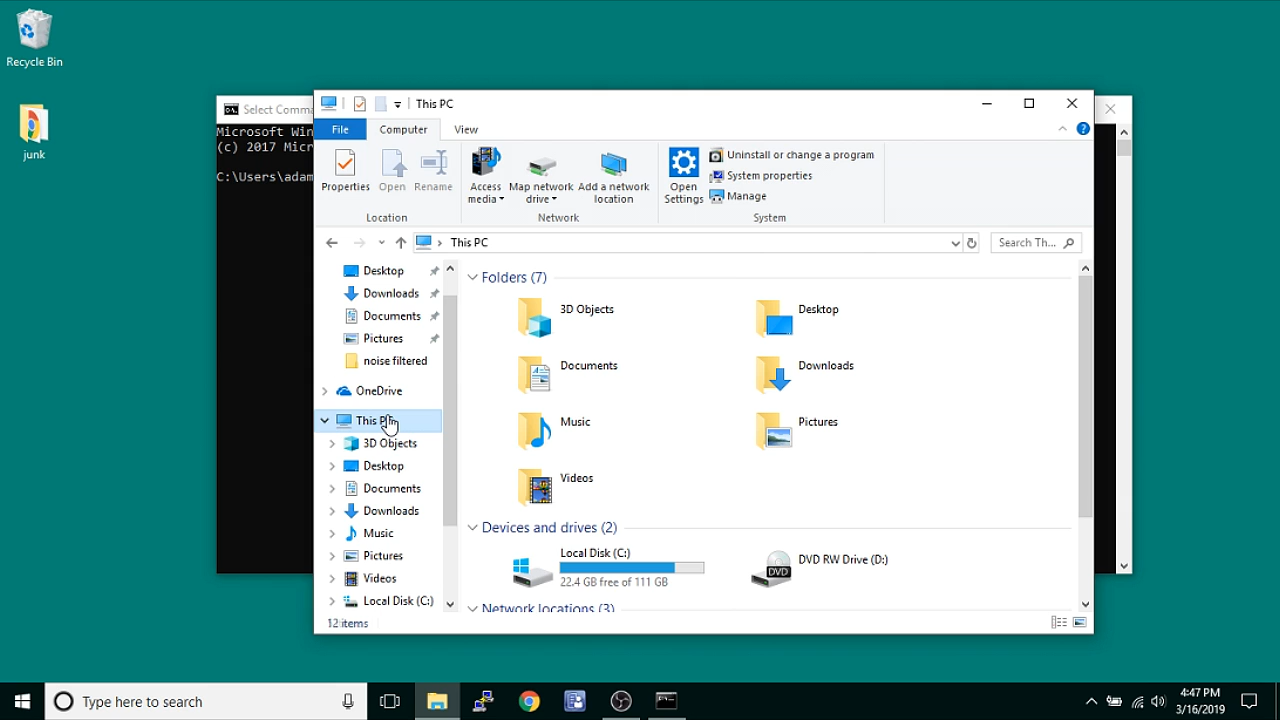 Recycle Bin
junk
Select Comma
Microsoft Win
(c) 2017 Micr
C:\Users\adam
This PC
File
Computer
View
Properties
Open
Rename
Location
Access media
Map network drive
Add a network location
Network
Open Settings
Uninstall or change a program
System properties
Manage
System
This PC
Search Th...
Desktop
Downloads
Documents
Pictures
noise filtered
OneDrive
This PC
3D Objects
Desktop
Documents
Downloads
Music
Pictures
Videos
Local Disk (C:)
Folders (7)
3D Objects
Desktop
Documents
Downloads
Music
Pictures
Videos
Devices and drives (2)
Local Disk (C:)
22.4 GB free of 111 GB
DVD
DVD RW Drive (D:)
Network locations (3)
12 items
Type here to search
4:47 PM
3/16/2019